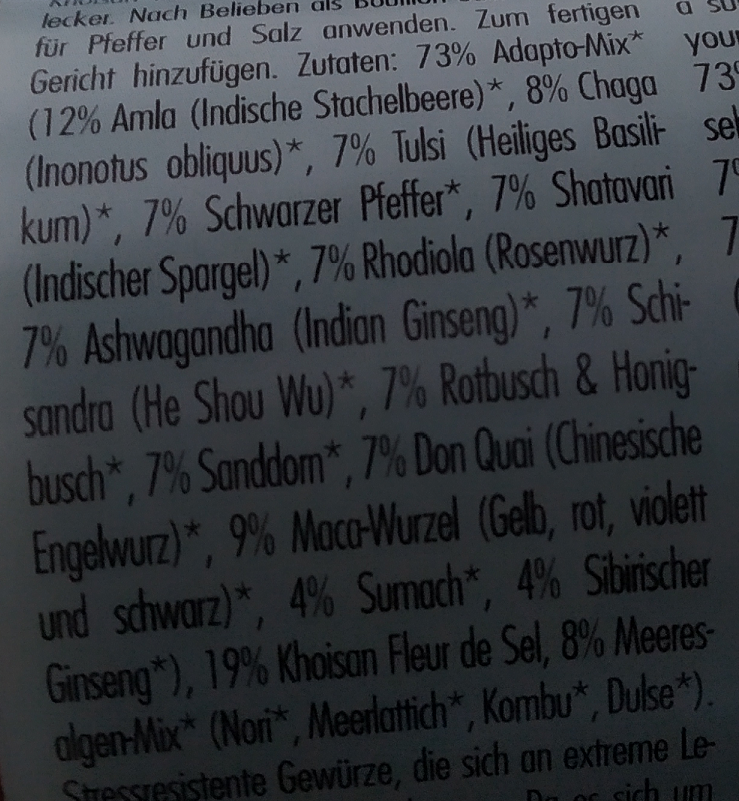 lecker. Nach Belieben als
für Pfeffer und Salz anwenden. Zum fertigen
Gericht hinzufügen. Zutaten: 73% Adapto-Mix*
(12% Amla (Indische Stachelbeere)*, 8% Chaga
(Inonotus obliquus)*, 7% Tulsi (Heiliges Basili-
kum)*, 7% Schwarzer Pfeffer*, 7% Shatavari
(Indischer Spargel)*, 7% Rhodiola (Rosenwurz)*,
7% Ashwagandha (Indian Ginseng)*, 7% Schi-
sandra (He Shou Wu)*, 7% Rotbusch & Honig-
busch*, 7% Sanddorn*, 7% Don Quai (Chinesische
Engelwurz)*, 9% Maca-Wurzel (Gelb, rot, violett
und schwarz)*, 4% Sumach*, 4% Sibirischer
Ginseng*), 19% Khoisan Fleur de Sel, 8% Meeres-
algen-Mix* (Nori*, Meerlattich*, Kombu*, Dulse*).
Stressresistente Gewürze, die sich an extreme Le-
sich um